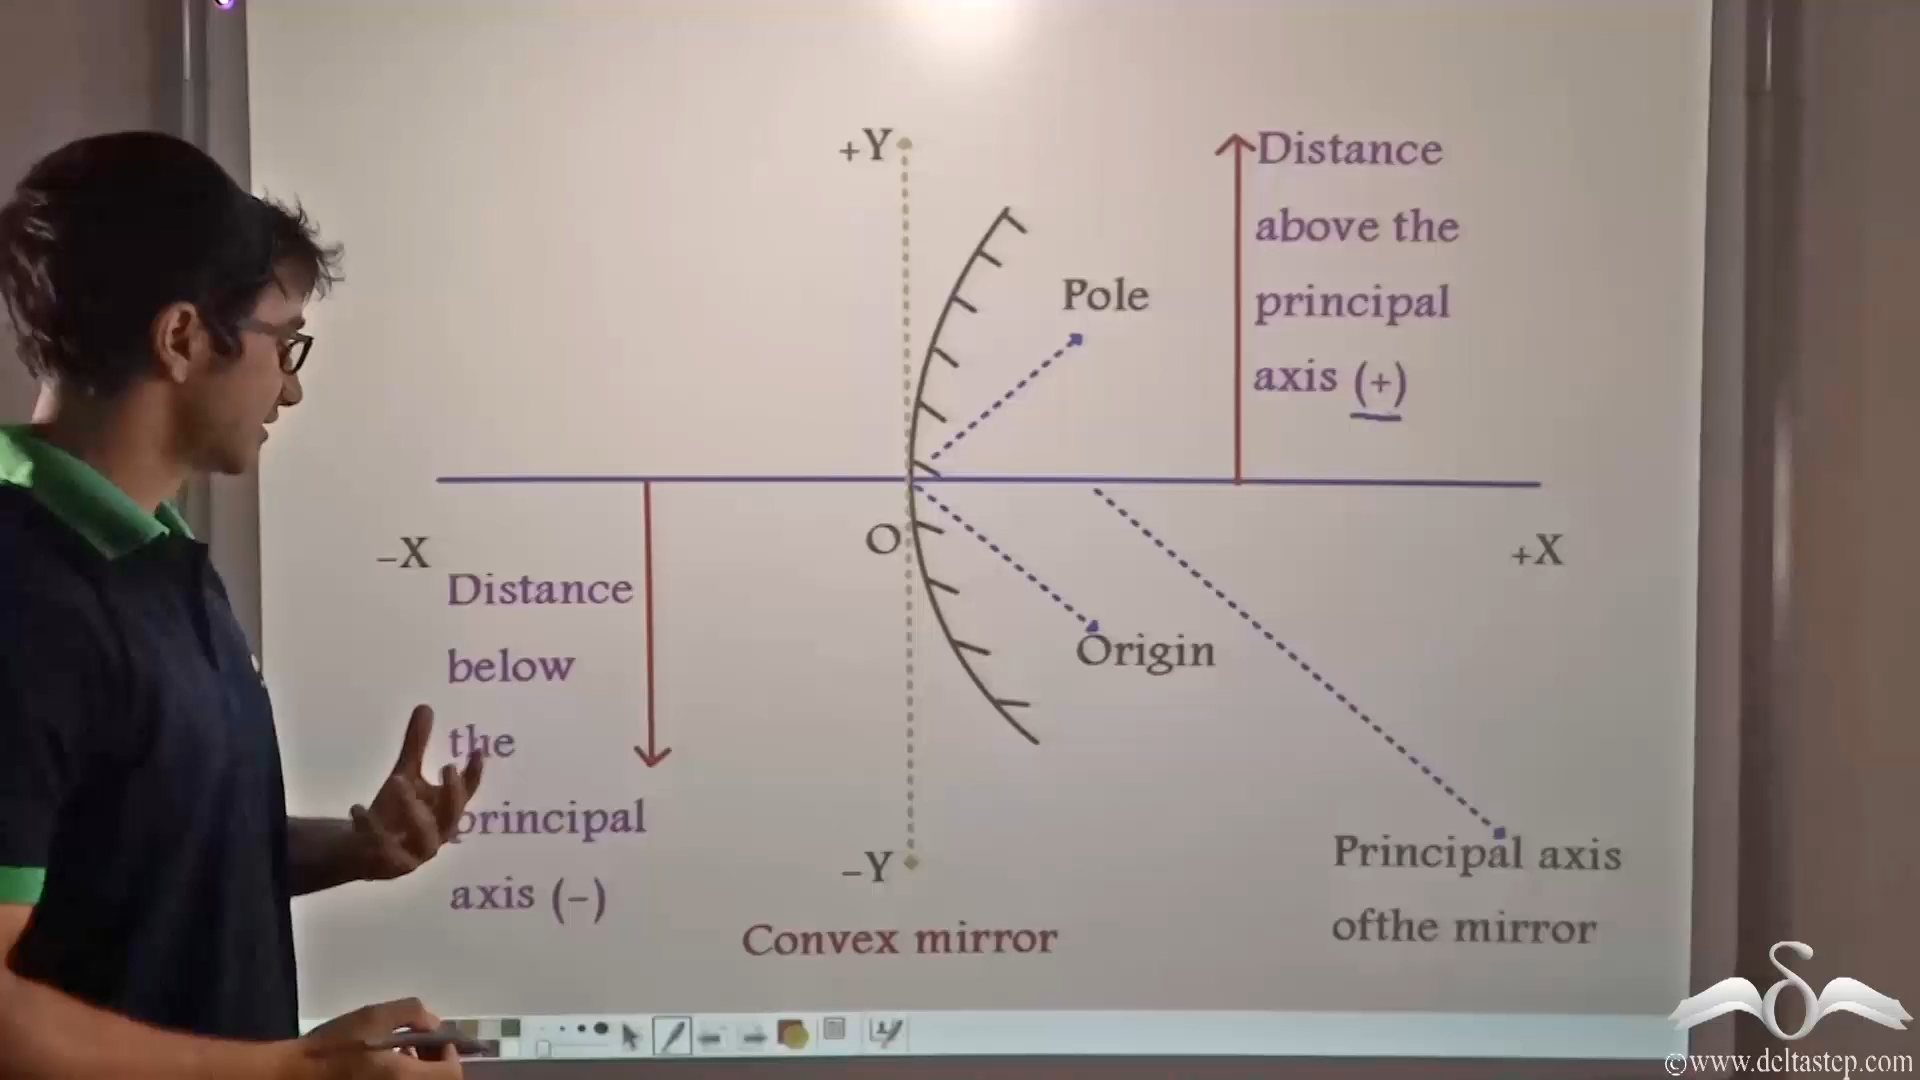 +Y
Distance
above the
principal
axis (+)
Pole
-X
O
+X
Distance
below
the
principal
axis (-)
Origin
-Y
Convex mirror
Principal axis
ofthe mirror
©www.deltastep.com